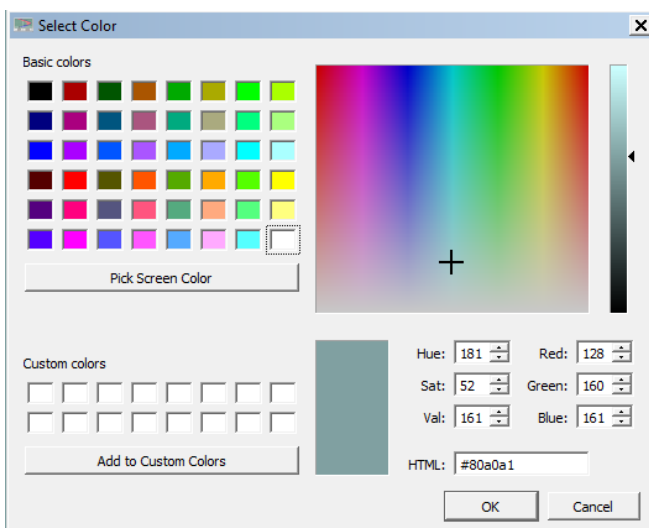 Select Color
Basic colors
Pick Screen Color
Custom colors
Add to Custom Colors
Hue: 181 Red: 128
Sat: 52 Green: 160
Val: 161 Blue: 161
HTML: #80a0a1
OK Cancel